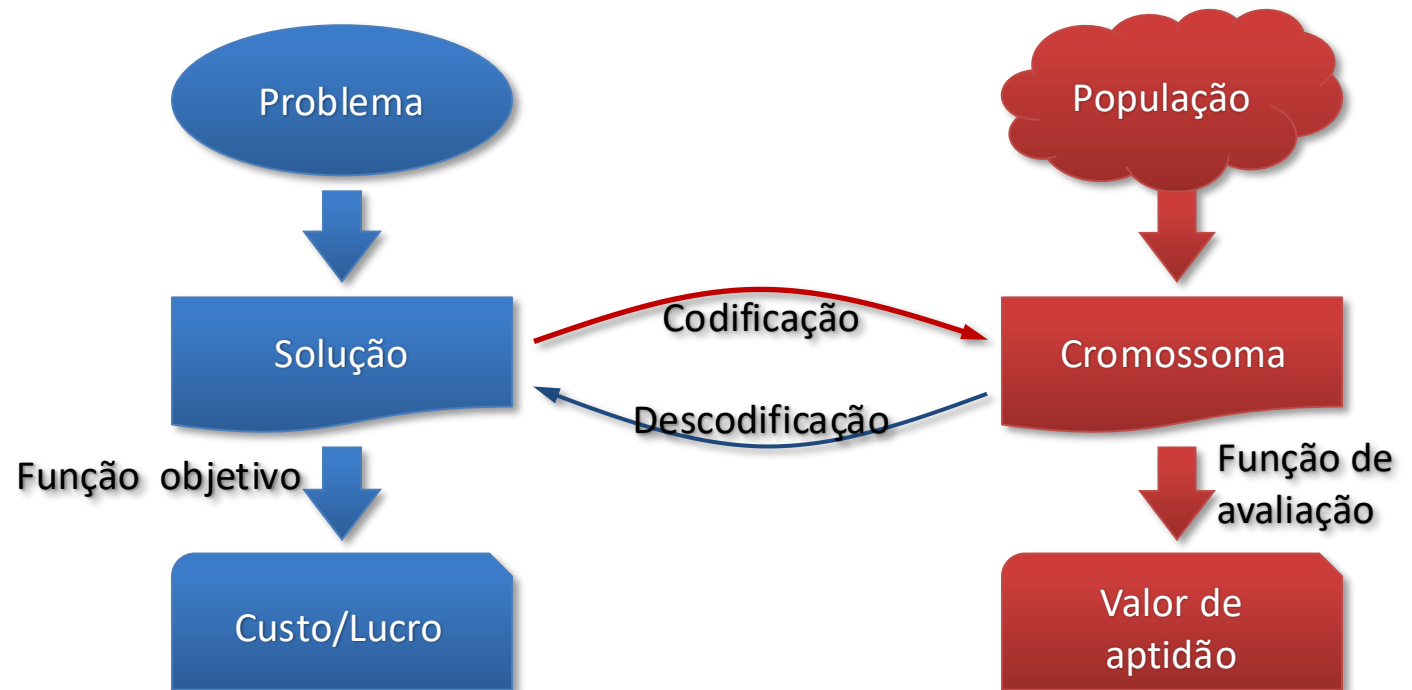 Problema
População
Codificação
Solução
Cromossoma
Descodificação
Função objetivo
Função de
avaliação
Custo/Lucro
Valor de
aptidão